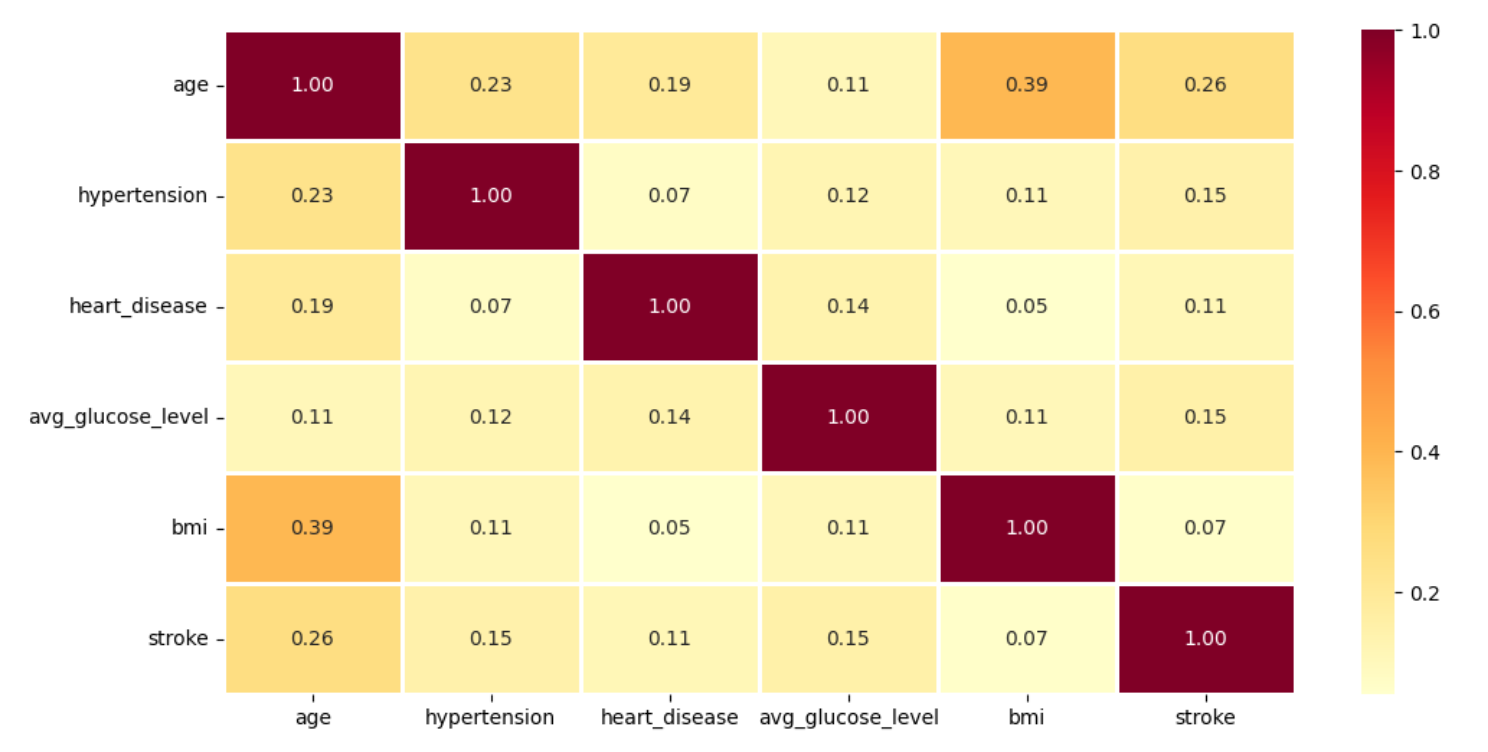 age 1.00 0.23 0.19 0.11 0.39 0.26
hypertension 0.23 1.00 0.07 0.12 0.11 0.15
heart_disease 0.19 0.07 1.00 0.14 0.05 0.11
avg_glucose_level 0.11 0.12 0.14 1.00 0.11 0.15
bmi 0.39 0.11 0.05 0.11 1.00 0.07
stroke 0.26 0.15 0.11 0.15 0.07 1.00
age hypertension heart_disease avg_glucose_level bmi stroke
1.0
0.8
0.6
0.4
0.2